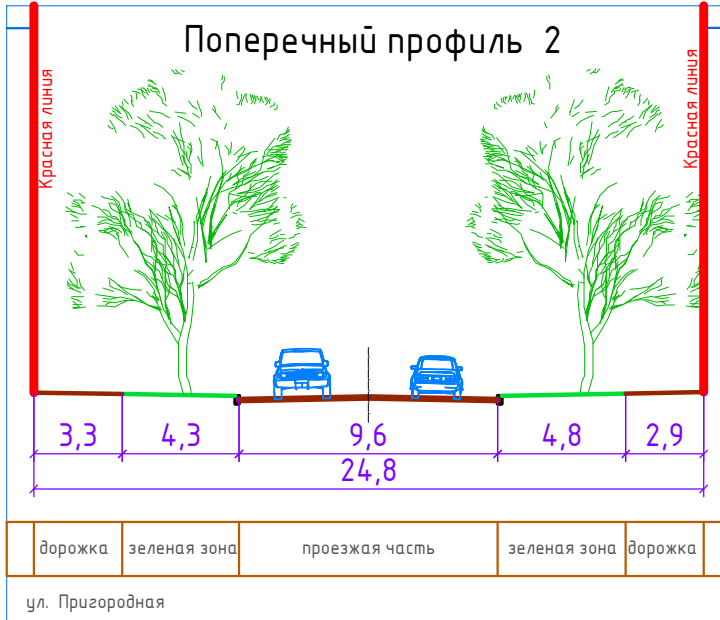 Поперечный профиль 2
Красная линия
Красная линия
3,3 4,3 9,6 4,8 2,9
24,8
дорожка зеленая зона проезжая часть зеленая зона дорожка
ул. Пригородная